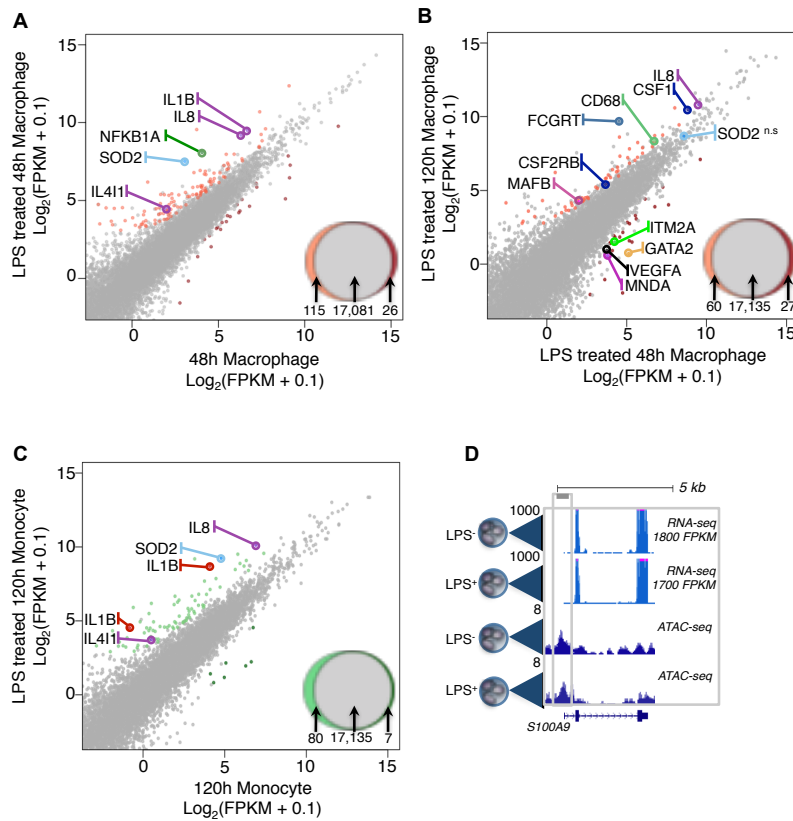 A
LPS treated 48h Macrophage
Log2(FPKM + 0.1)
15
10
5
0
IL1B
IL8
NFKB1A
SOD2
IL4I1
115 17,081 26
0 5 10 15
48h Macrophage
Log2(FPKM + 0.1)
B
LPS treated 120h Macrophage
Log2(FPKM + 0.1)
15
10
5
0
IL8
CSF1
CD68
FCGRT
SOD2 n.s
CSF2RB
MAFB
ITM2A
GATA2
VEGFA
MNDA
60 17,135 27
0 5 10 15
LPS treated 48h Macrophage
Log2(FPKM + 0.1)
C
LPS treated 120h Monocyte
Log2(FPKM + 0.1)
15
10
5
0
IL8
SOD2
IL1B
IL1B
IL4I1
80 17,135 7
0 5 10 15
120h Monocyte
Log2(FPKM + 0.1)
D
5 kb
1000
LPS-
RNA-seq
1800 FPKM
1000
LPS+
RNA-seq
1700 FPKM
8
LPS-
ATAC-seq
8
LPS+
ATAC-seq
S100A9